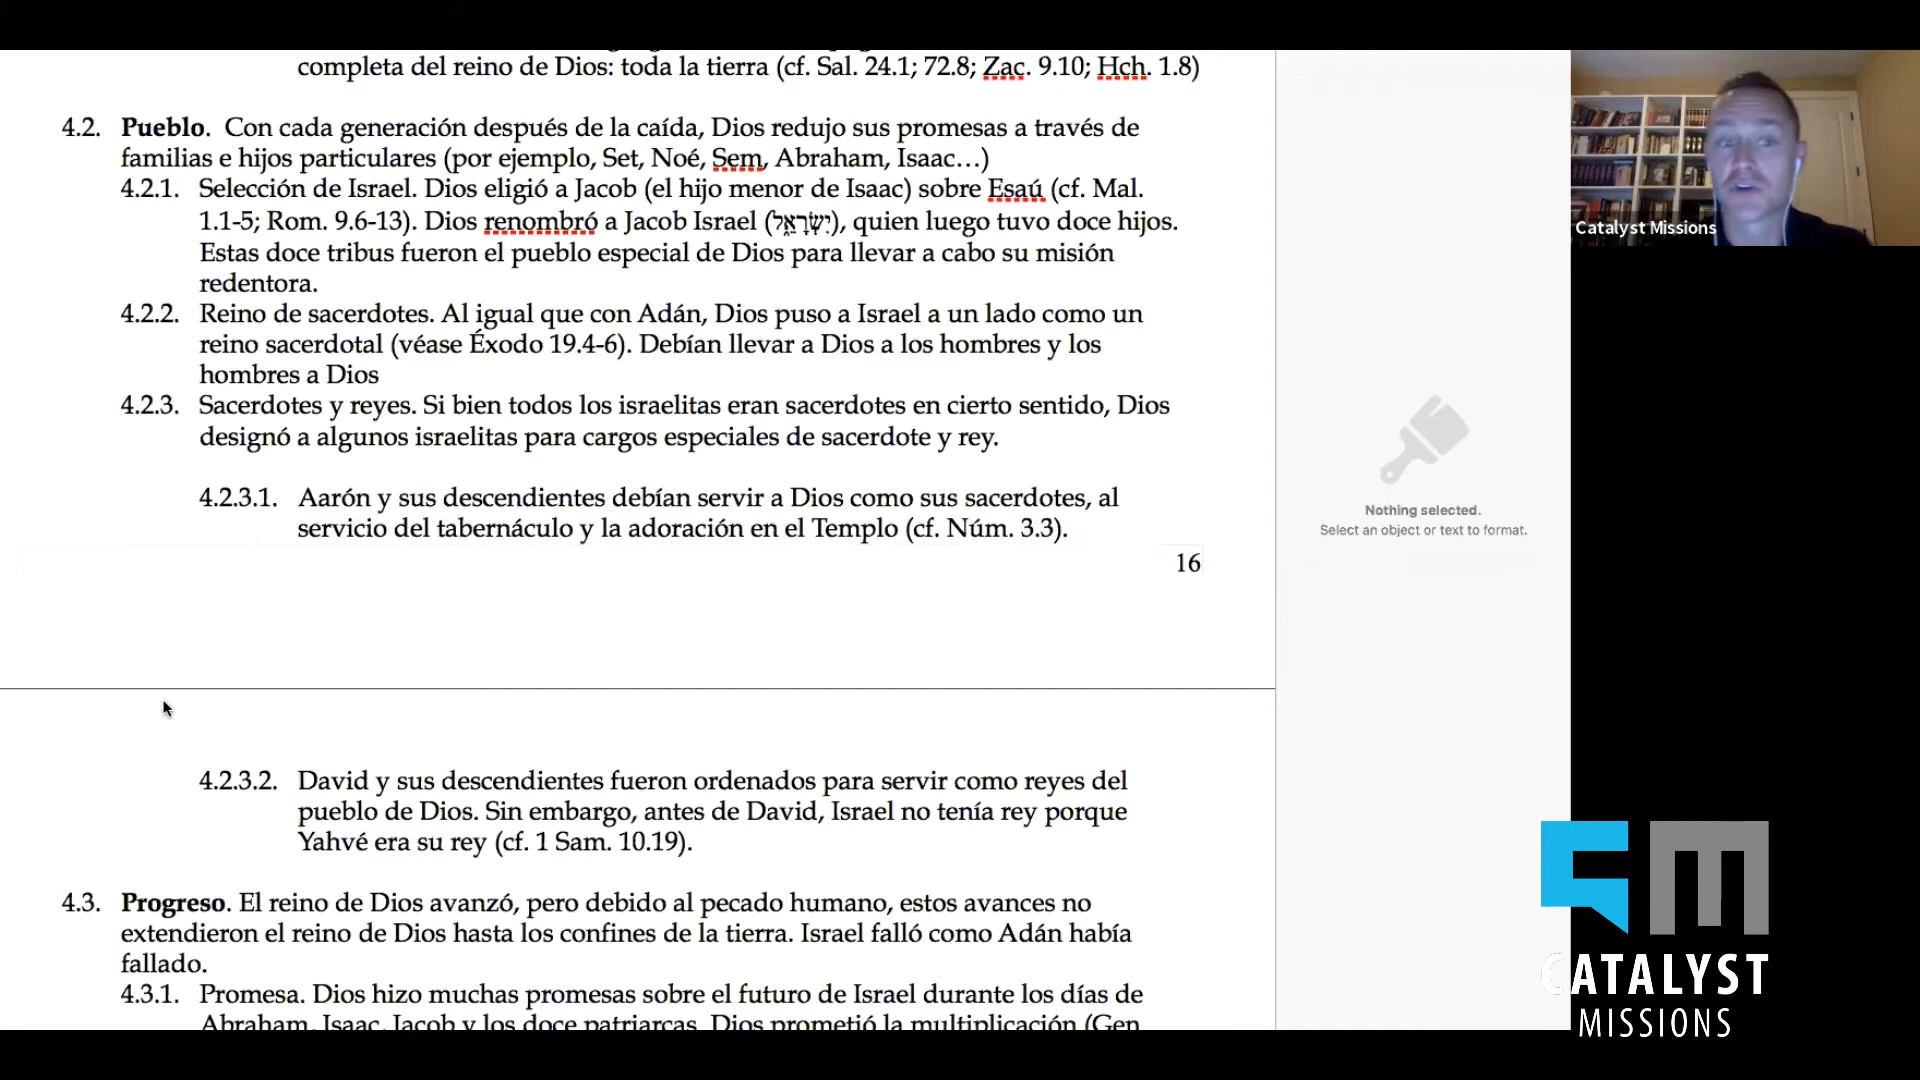 completa del reino de Dios: toda la tierra (cf. Sal. 24.1; 72.8; Zac. 9.10; Hch. 1.8)
4.2. Pueblo. Con cada generación después de la caída, Dios redujo sus promesas a través de
familias e hijos particulares (por ejemplo, Set, Noé, Sem, Abraham, Isaac…)
4.2.1. Selección de Israel. Dios eligió a Jacob (el hijo menor de Isaac) sobre Esaú (cf. Mal.
1.1-5; Rom. 9.6-13). Dios renombró a Jacob Israel (יִשְׂרָאֵל), quien luego tuvo doce hijos.
Estas doce tribus fueron el pueblo especial de Dios para llevar a cabo su misión
redentora.
4.2.2. Reino de sacerdotes. Al igual que con Adán, Dios puso a Israel a un lado como un
reino sacerdotal (véase Éxodo 19.4-6). Debían llevar a Dios a los hombres y los
hombres a Dios
4.2.3. Sacerdotes y reyes. Si bien todos los israelitas eran sacerdotes en cierto sentido, Dios
designó a algunos israelitas para cargos especiales de sacerdote y rey.
4.2.3.1. Aarón y sus descendientes debían servir a Dios como sus sacerdotes, al
servicio del tabernáculo y la adoración en el Templo (cf. Núm. 3.3).
16
4.2.3.2. David y sus descendientes fueron ordenados para servir como reyes del
pueblo de Dios. Sin embargo, antes de David, Israel no tenía rey porque
Yahvé era su rey (cf. 1 Sam. 10.19).
4.3. Progreso. El reino de Dios avanzó, pero debido al pecado humano, estos avances no
extendieron el reino de Dios hasta los confines de la tierra. Israel falló como Adán había
fallado.
4.3.1. Promesa. Dios hizo muchas promesas sobre el futuro de Israel durante los días de
Abraham, Isaac, Jacob y los doce patriarcas. Dios prometió la multiplicación (Gen
Nothing selected.
Select an object or text to format.
Catalyst Missions
CATALYST
MISSIONS